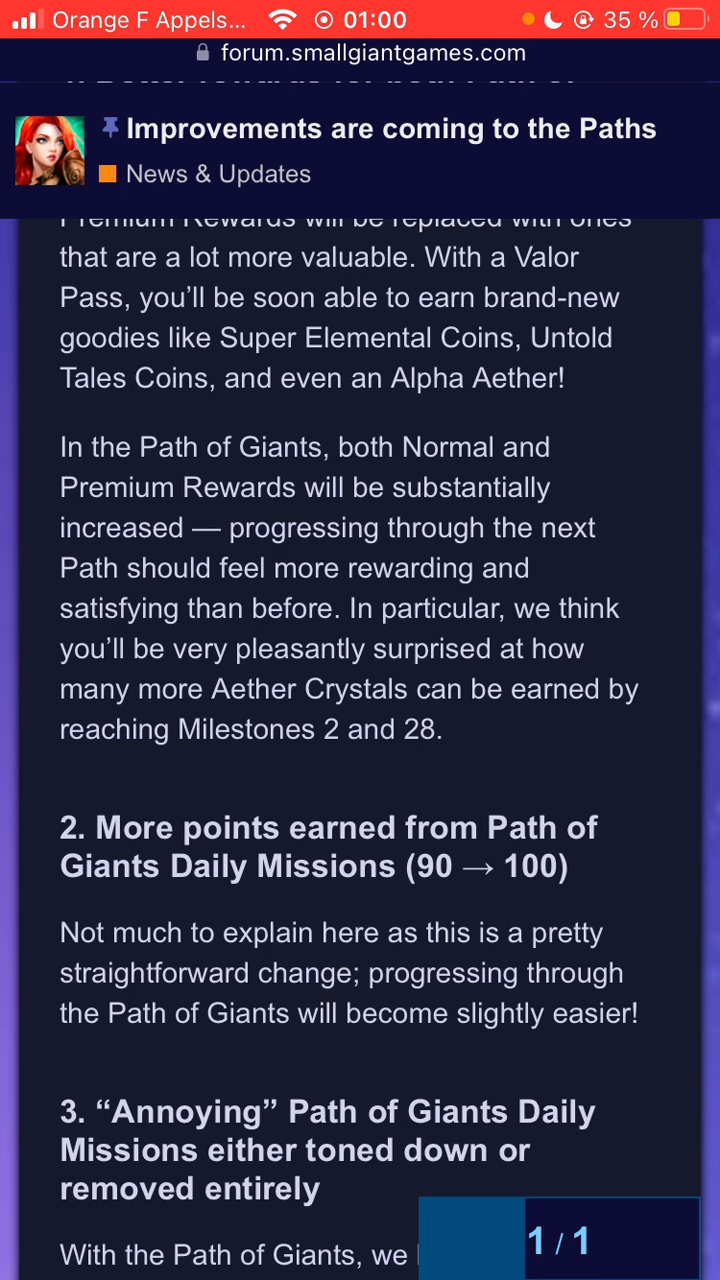 Orange F Appels... 01:00 35 %
forum.smallgiantgames.com
Improvements are coming to the Paths
News & Updates
Premium Rewards will be replaced with ones
that are a lot more valuable. With a Valor
Pass, you’ll be soon able to earn brand-new
goodies like Super Elemental Coins, Untold
Tales Coins, and even an Alpha Aether!
In the Path of Giants, both Normal and
Premium Rewards will be substantially
increased — progressing through the next
Path should feel more rewarding and
satisfying than before. In particular, we think
you’ll be very pleasantly surprised at how
many more Aether Crystals can be earned by
reaching Milestones 2 and 28.
2. More points earned from Path of
Giants Daily Missions (90 → 100)
Not much to explain here as this is a pretty
straightforward change; progressing through
the Path of Giants will become slightly easier!
3. “Annoying” Path of Giants Daily
Missions either toned down or
removed entirely
With the Path of Giants, we
1 / 1